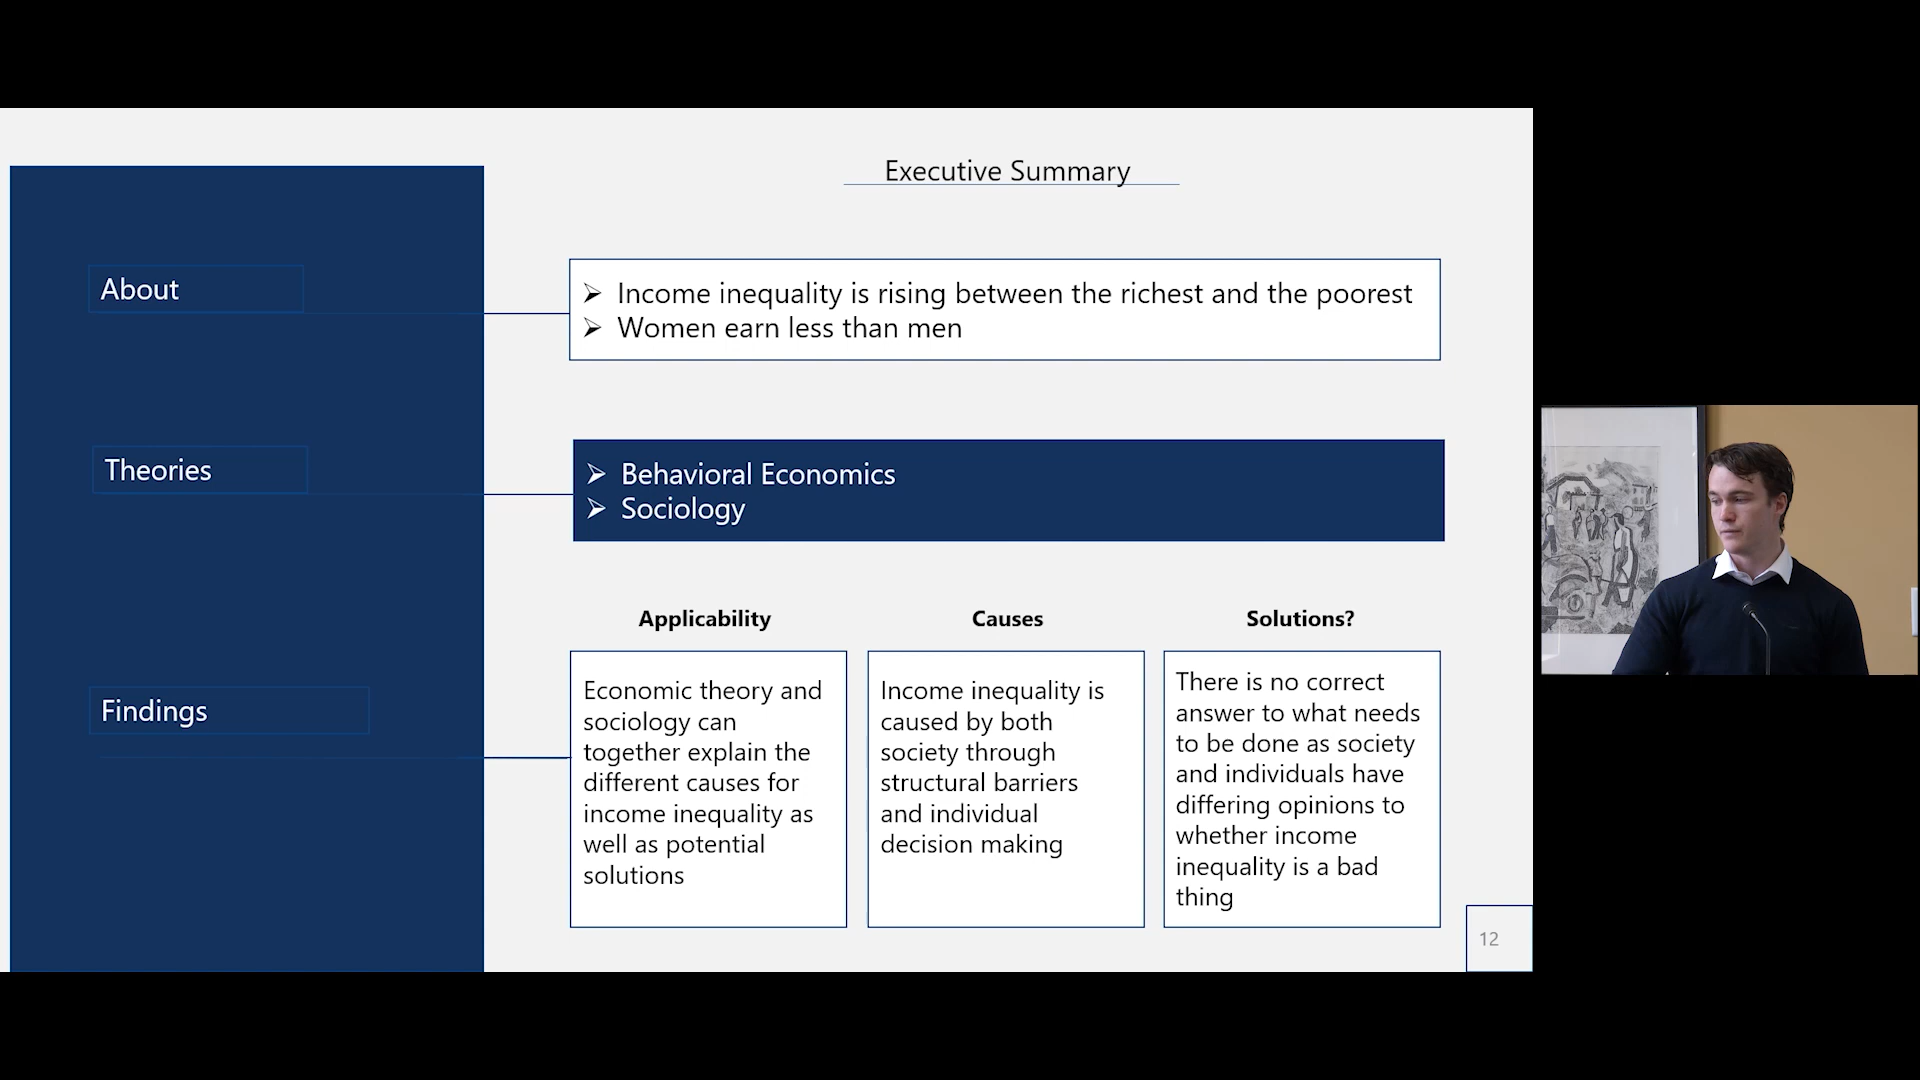 Executive Summary
About
➢ Income inequality is rising between the richest and the poorest
➢ Women earn less than men
Theories
➢ Behavioral Economics
➢ Sociology
Findings
Applicability
Economic theory and
sociology can
together explain the
different causes for
income inequality as
well as potential
solutions
Causes
Income inequality is
caused by both
society through
structural barriers
and individual
decision making
Solutions?
There is no correct
answer to what needs
to be done as society
and individuals have
differing opinions to
whether income
inequality is a bad
thing
12